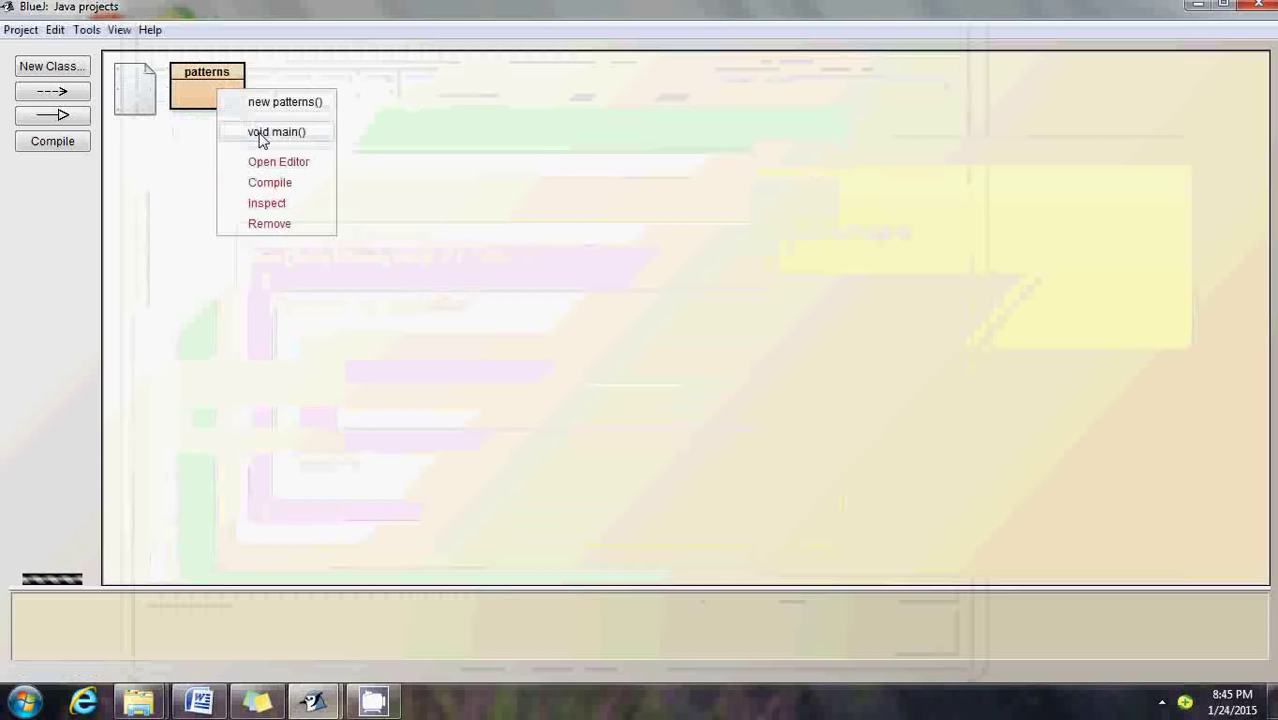 BlueJ: Java projects
Project Edit Tools View Help
New Class...
Compile
patterns
new patterns()
void main()
Open Editor
Compile
Inspect
Remove
8:45 PM
1/24/2015